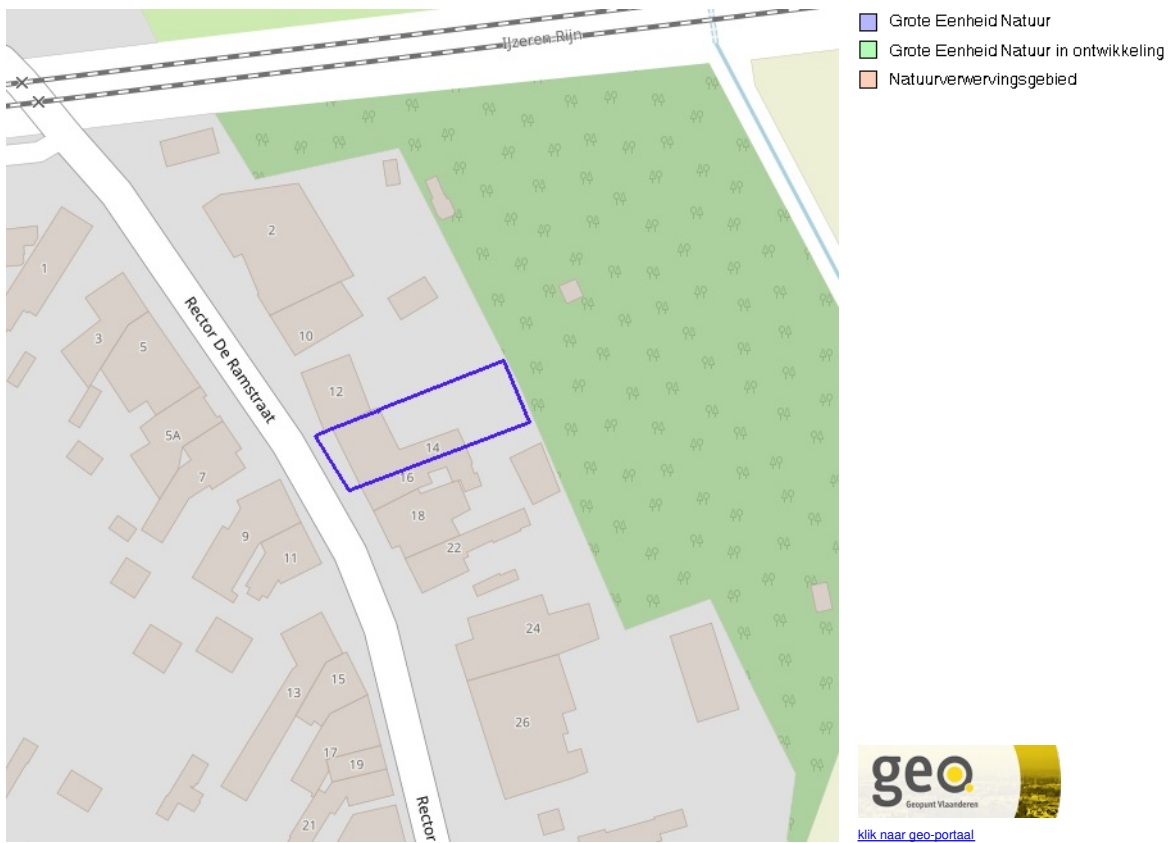 Grote Eenheid Natuur
Grote Eenheid Natuur in ontwikkeling
Natuurverwervingsgebied
Ijzeren Rijn
2
1
Rector De Ramstraat
3
5
10
12
5A
14
7
16
18
9
22
11
24
15
13
26
17
19
Rector
21
geo
Geopunt Vlaanderen
klik naar geo-portaal